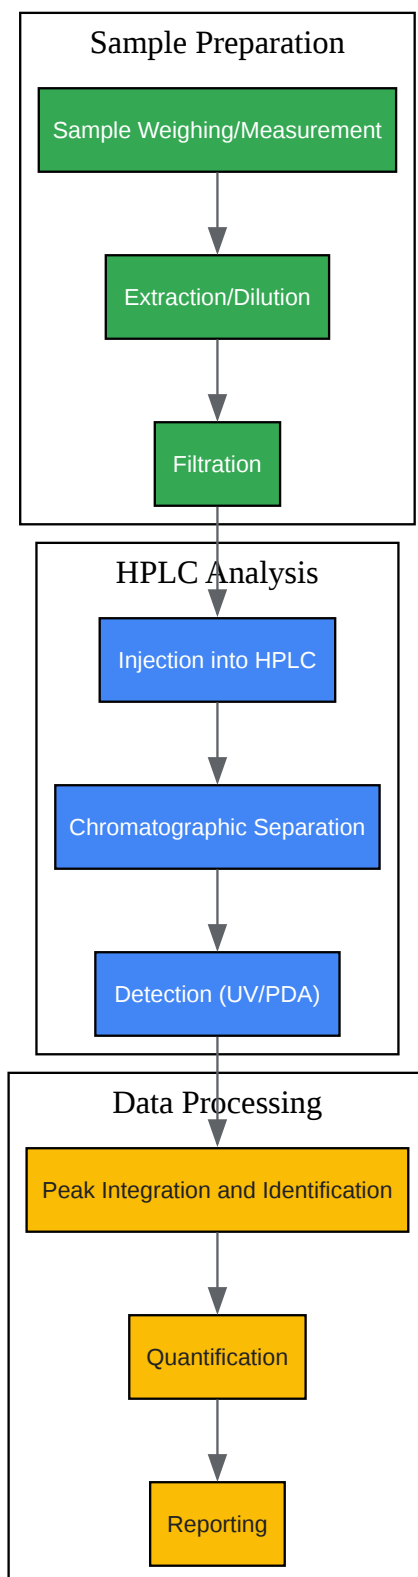 Sample Preparation
Sample Weighing/Measurement
Extraction/Dilution
Filtration
HPLC Analysis
Injection into HPLC
Chromatographic Separation
Detection (UV/PDA)
Data Processing
Peak Integration and Identification
Quantification
Reporting